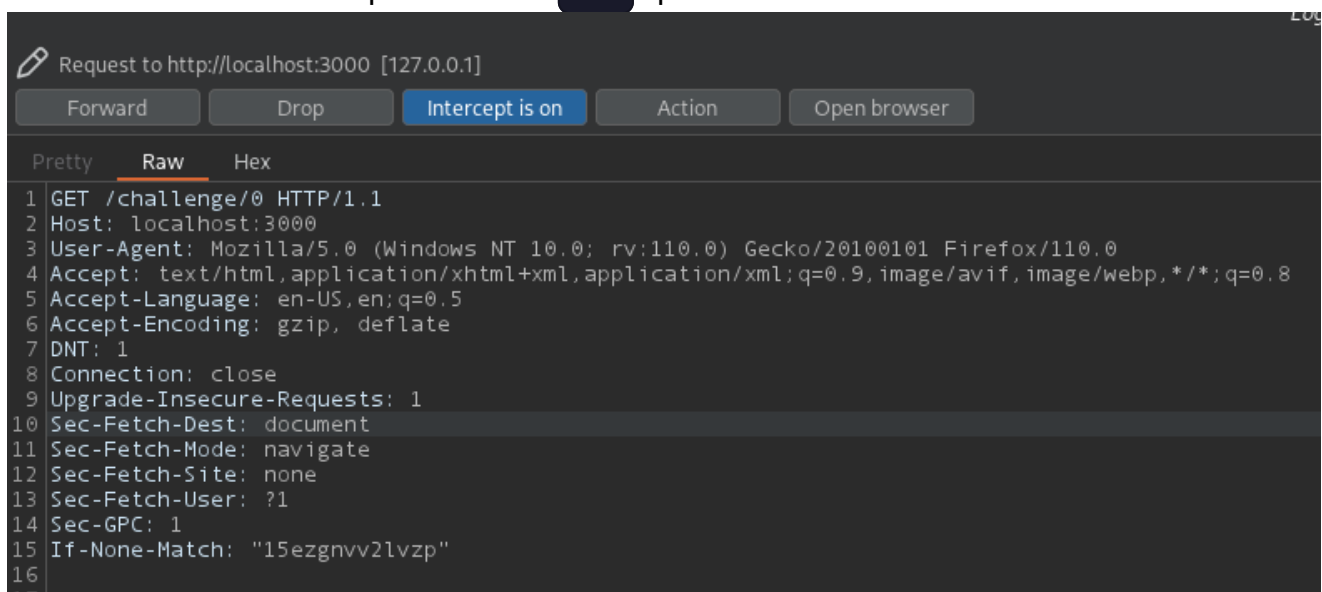 Request to http://localhost:3000 [127.0.0.1]
Forward Drop Intercept is on Action Open browser
Pretty Raw Hex
1 GET /challenge/0 HTTP/1.1
2 Host: localhost:3000
3 User-Agent: Mozilla/5.0 (Windows NT 10.0; rv:110.0) Gecko/20100101 Firefox/110.0
4 Accept: text/html,application/xhtml+xml,application/xml;q=0.9,image/avif,image/webp,*/*;q=0.8
5 Accept-Language: en-US,en;q=0.5
6 Accept-Encoding: gzip, deflate
7 DNT: 1
8 Connection: close
9 Upgrade-Insecure-Requests: 1
10 Sec-Fetch-Dest: document
11 Sec-Fetch-Mode: navigate
12 Sec-Fetch-Site: none
13 Sec-Fetch-User: ?1
14 Sec-GPC: 1
15 If-None-Match: "15ezgnvv2lvzp"
16